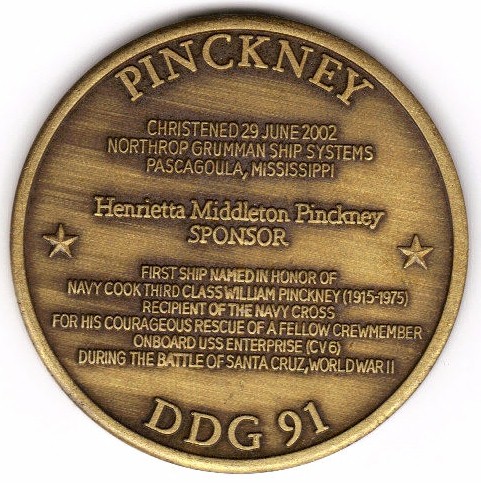 PINCKNEY
CHRISTENED 29 JUNE 2002
NORTHROP GRUMMAN SHIP SYSTEMS
PASCAGOULA, MISSISSIPPI
Henrietta Middleton Pinckney
SPONSOR
FIRST SHIP NAMED IN HONOR OF
NAVY COOK THIRD CLASS WILLIAM PINCKNEY (1915-1975)
RECIPIENT OF THE NAVY CROSS
FOR HIS COURAGEOUS RESCUE OF A FELLOW CREWMEMBER
ONBOARD USS ENTERPRISE (CV 6)
DURING THE BATTLE OF SANTA CRUZ, WORLD WAR II
DDG 91